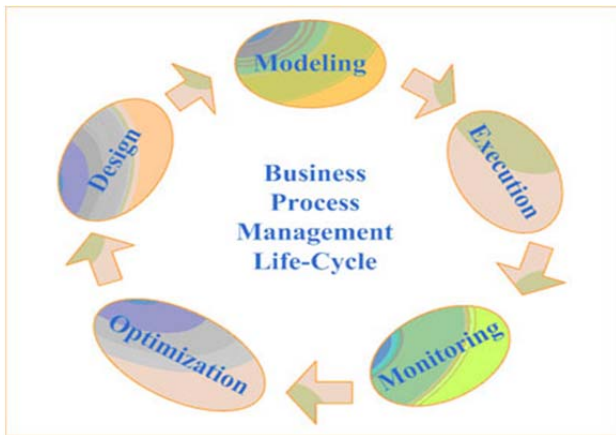 Modeling
Design
Execution
Business
Process
Management
Life-Cycle
Optimization
Monitoring